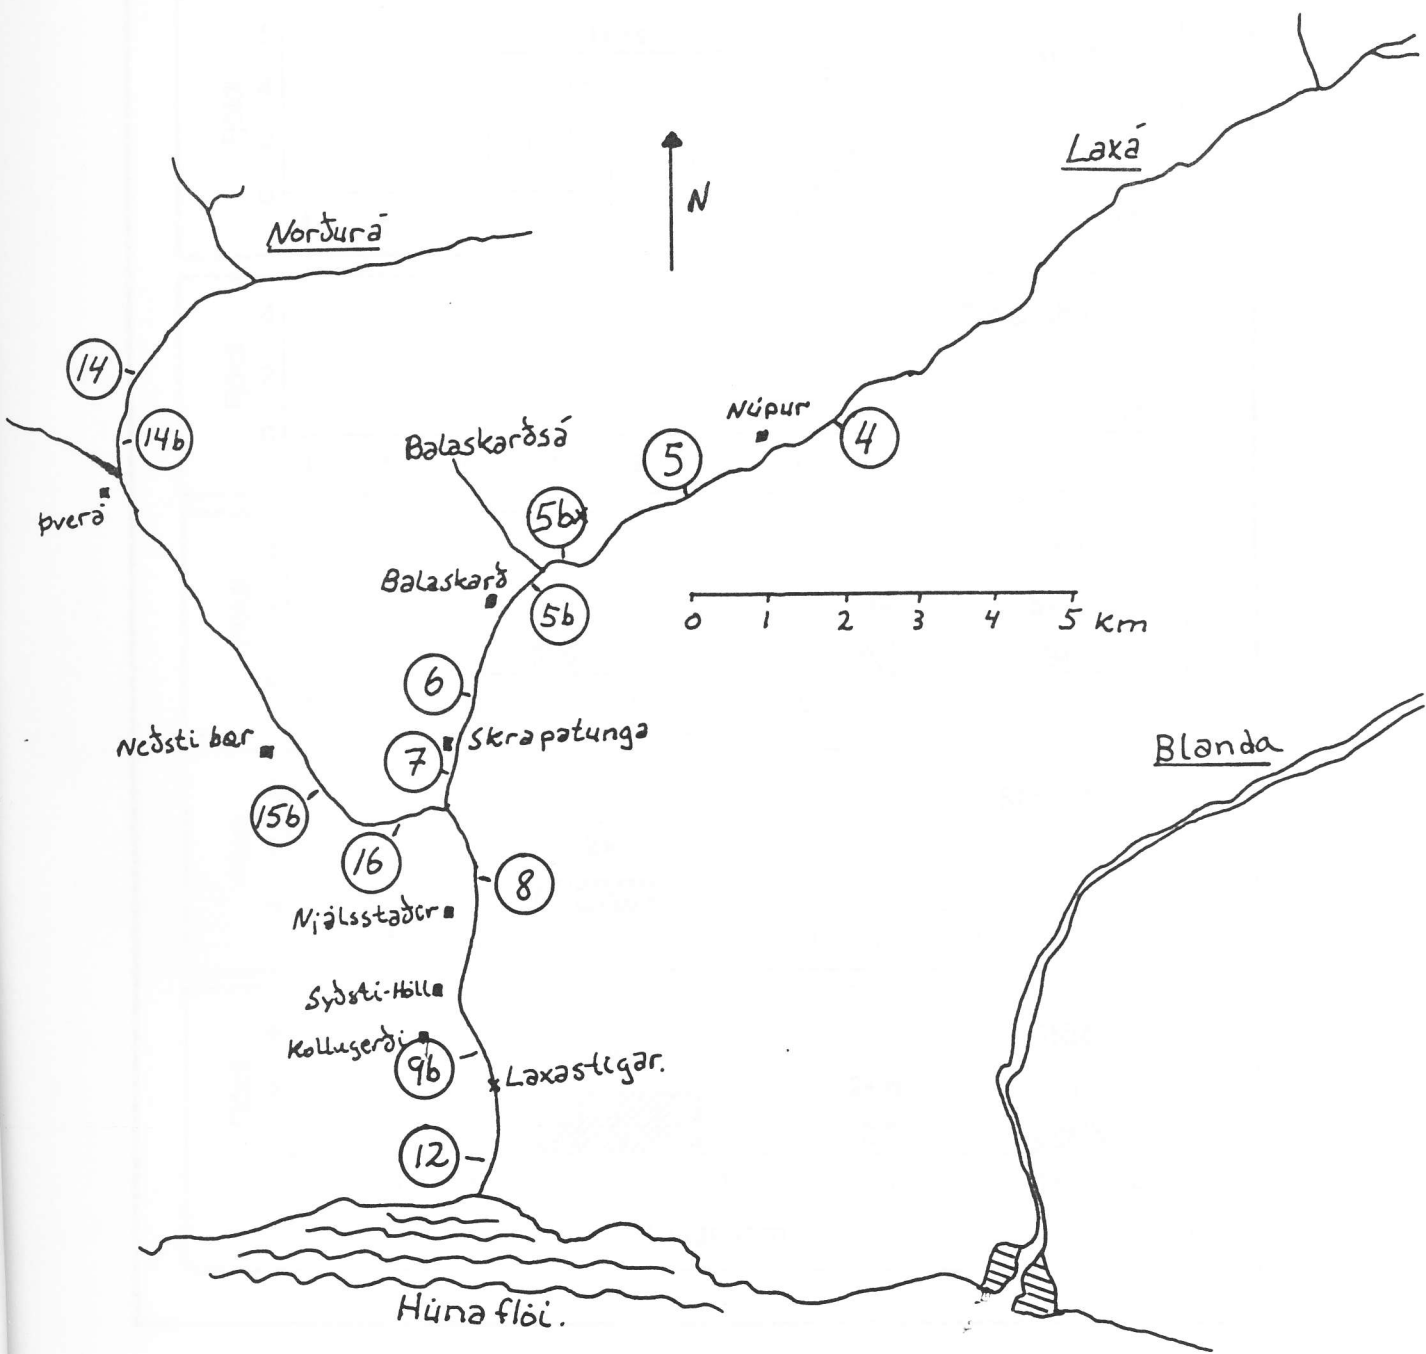 Laxá
N
Norðurá
14
Núpur
14b
Balaskarðsá
4
5
5bx
Þverá
Balaskarð
5b
0 1 2 3 4 5 km
6
Skrapatunga
Neðsti bær
7
Blanda
15b
16
8
Njálsstaðir
Syðsti-Hóll
Kollugerði
9b
Laxastigar.
12
Húnaflói.